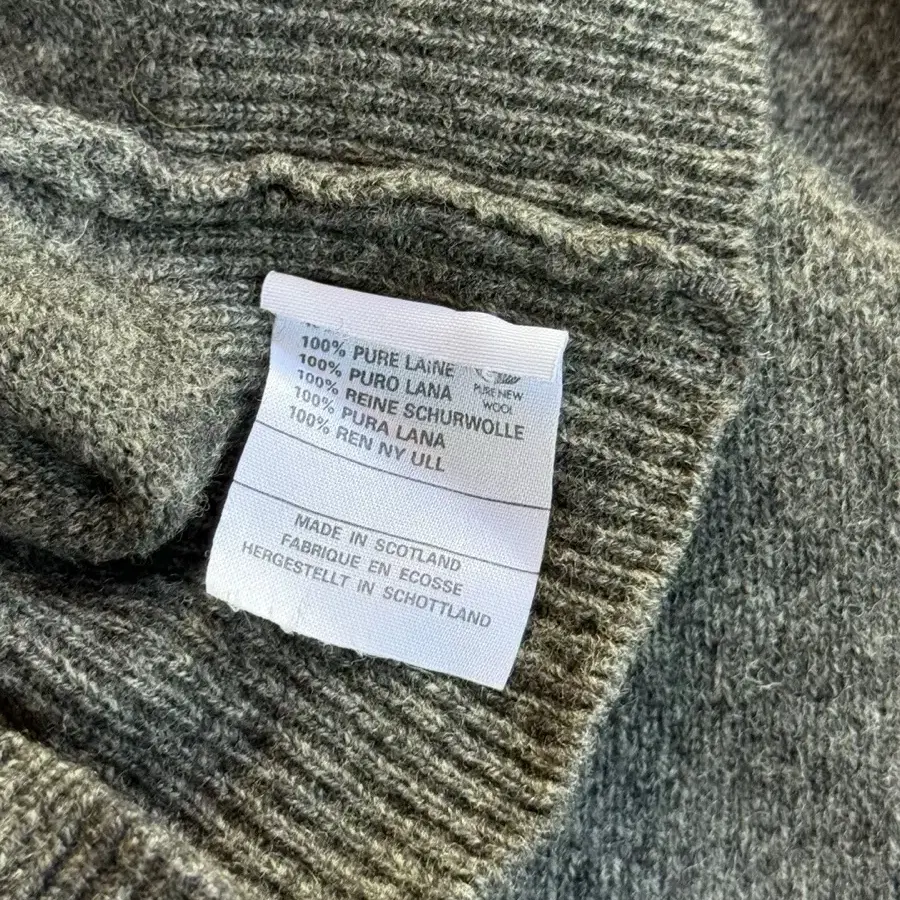 100% PURE LAINE
100% PURO LANA
100% REINE SCHURWOLLE
100% PURA LANA
100% REN NY ULL
PURE NEW
WOOL
MADE IN SCOTLAND
FABRIQUE EN ECOSSE
HERGESTELLT IN SCHOTTLAND